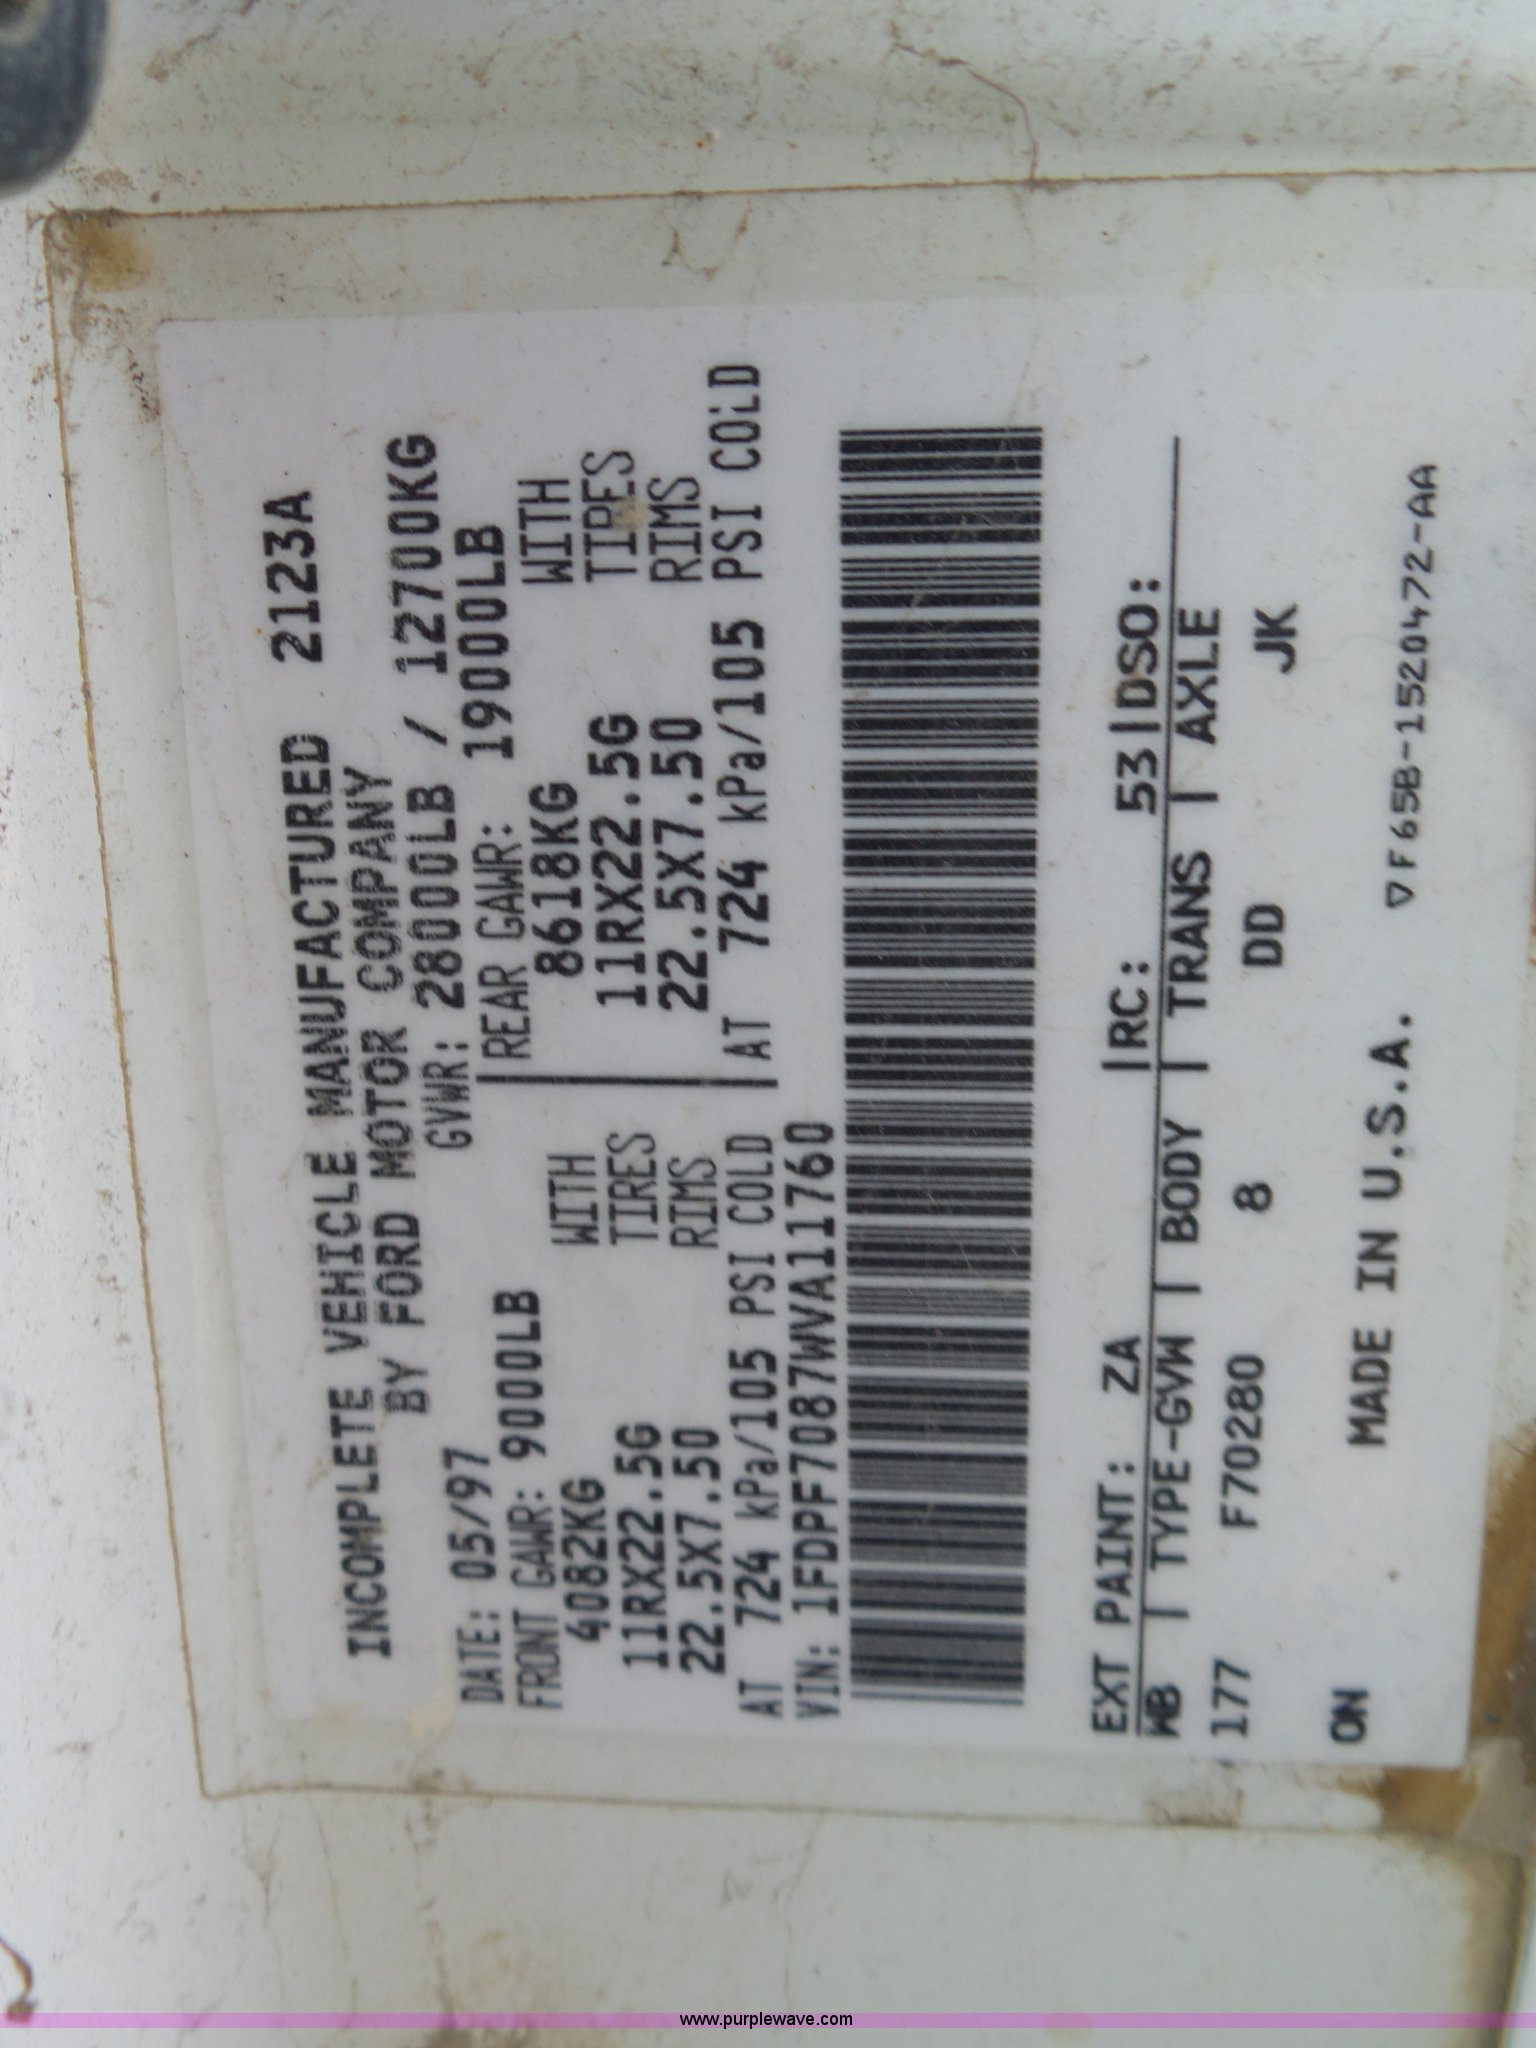 INCOMPLETE VEHICLE MANUFACTURED 2123A
BY FORD MOTOR COMPANY
GVWR: 28000LB / 12700KG
DATE: 05/97
FRONT GAWR: 9000LB
4082KG WITH
11RX22.5G TIRES
22.5X7.50 RIMS
AT 724 kPa/105 PSI COLD
REAR GAWR: 19000LB
8618KG WITH
11RX22.5G TIRES
22.5X7.50 RIMS
AT 724 kPa/105 PSI COLD
VIN: 1FDPF7087WVA11760
EXT PAINT: ZA |RC: 53|DSO:
WB | TYPE-GVW | BODY | TRANS | AXLE
177 F70280 8 DD JK
ON MADE IN U.S.A. ▽F65B-1520472-AA
www.purplewave.com